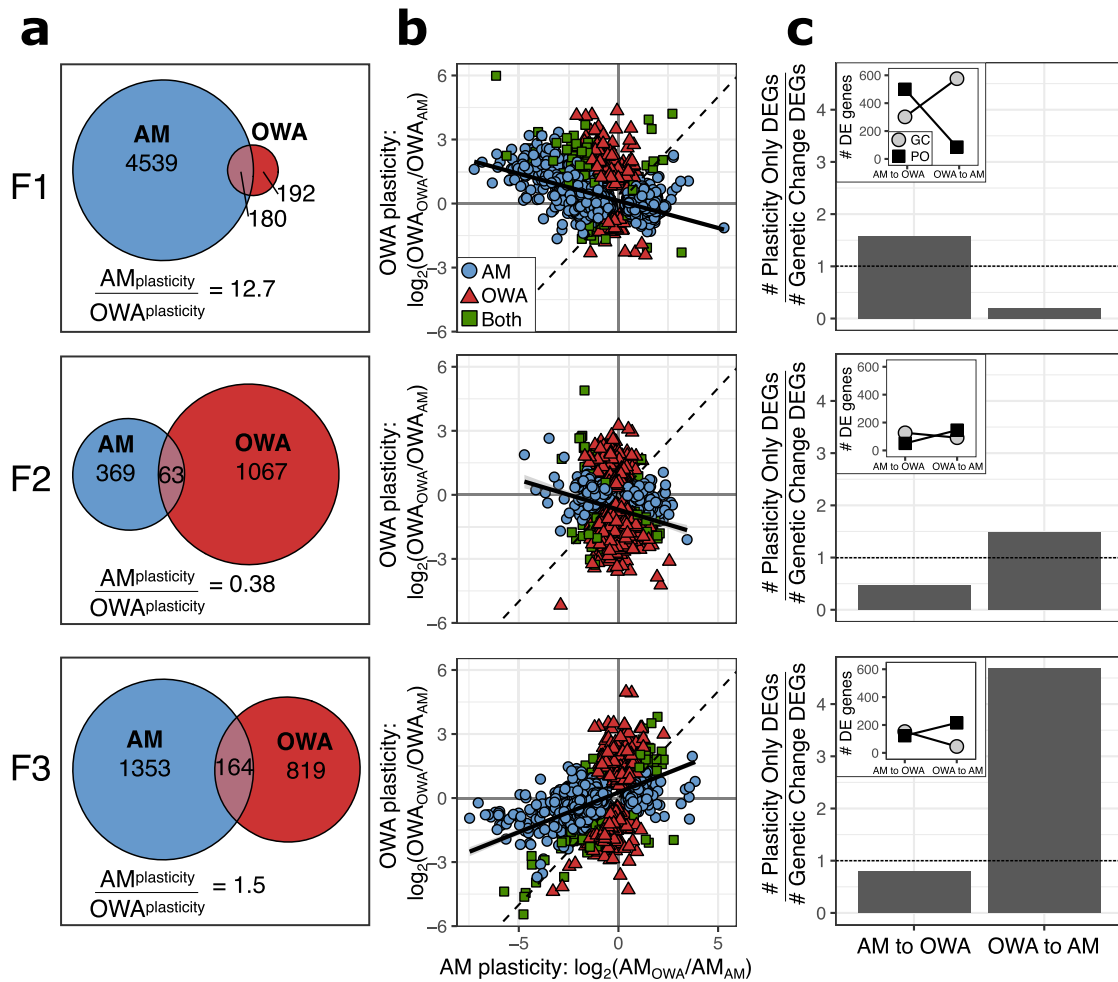 a
b
c
F1
AM
4539
OWA
192
180
AMplasticity
OWAplasticity
= 12.7
OWA plasticity:
log2(OWAOWA/OWAAM)
6
3
0
−3
−6
AM
OWA
Both
# Plasticity Only DEGs
# Genetic Change DEGs
4
3
2
1
0
# DE genes
600
400
200
0
GC
PO
AM to OWA
OWA to AM
F2
AM
369
63
OWA
1067
AMplasticity
OWAplasticity
= 0.38
OWA plasticity:
log2(OWAOWA/OWAAM)
6
3
0
−3
−6
# Plasticity Only DEGs
# Genetic Change DEGs
4
3
2
1
0
# DE genes
600
400
200
0
AM to OWA
OWA to AM
F3
AM
1353
164
OWA
819
AMplasticity
OWAplasticity
= 1.5
OWA plasticity:
log2(OWAOWA/OWAAM)
6
3
0
−3
−6
−5
0
5
AM plasticity: log2(AMOWA/AMAM)
# Plasticity Only DEGs
# Genetic Change DEGs
4
3
2
1
0
# DE genes
600
400
200
0
AM to OWA
OWA to AM
AM to OWA
OWA to AM